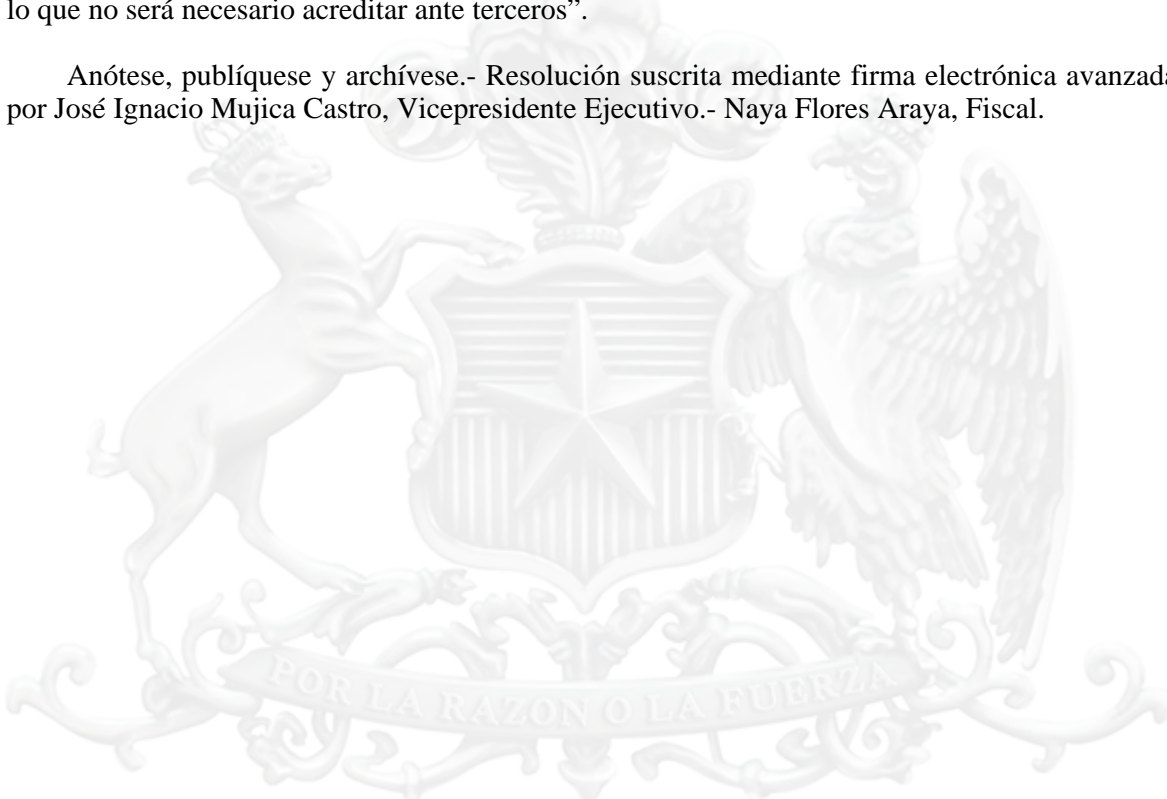 lo que no será necesario acreditar ante terceros”.
Anótese, publíquese y archívese.- Resolución suscrita mediante firma electrónica avanzada
por José Ignacio Mujica Castro, Vicepresidente Ejecutivo.- Naya Flores Araya, Fiscal.
POR LA RAZON O LA FUERZA